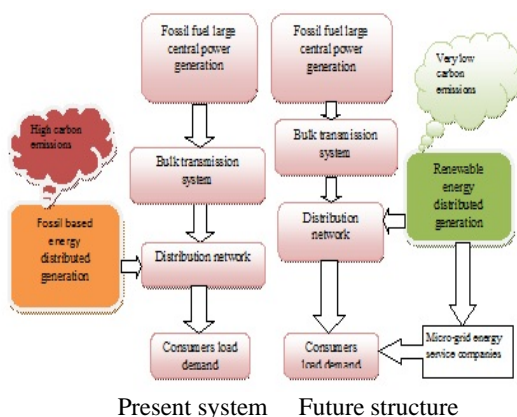 Fossil fuel large
central power
generation
Fossil fuel large
central power
generation
Very low
carbon
emissions
High carbon
emissions
Bulk transmission
system
Bulk transmission
system
Renewable
energy
distributed
generation
Fossil based
energy
distributed
generation
Distribution
network
Distribution network
Consumers load
demand
Consumers
load demand
Micro-grid energy
service companies
Present system Future structure